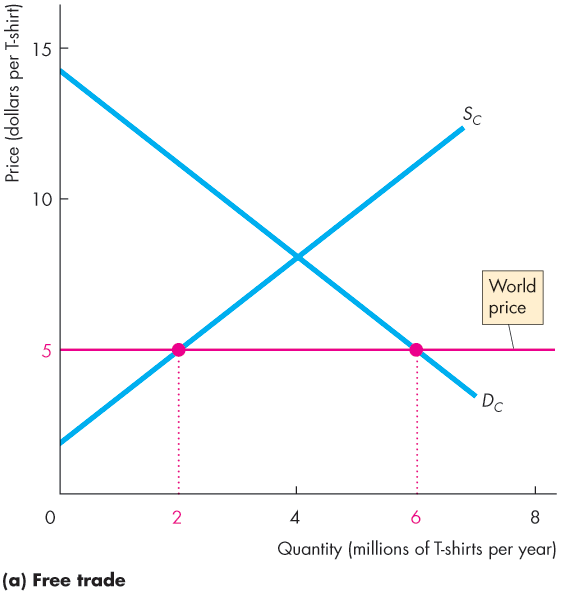 Price (dollars per T-shirt)
15
10
5
S_C
World
price
D_C
0
2
4
6
8
Quantity (millions of T-shirts per year)
(a) Free trade